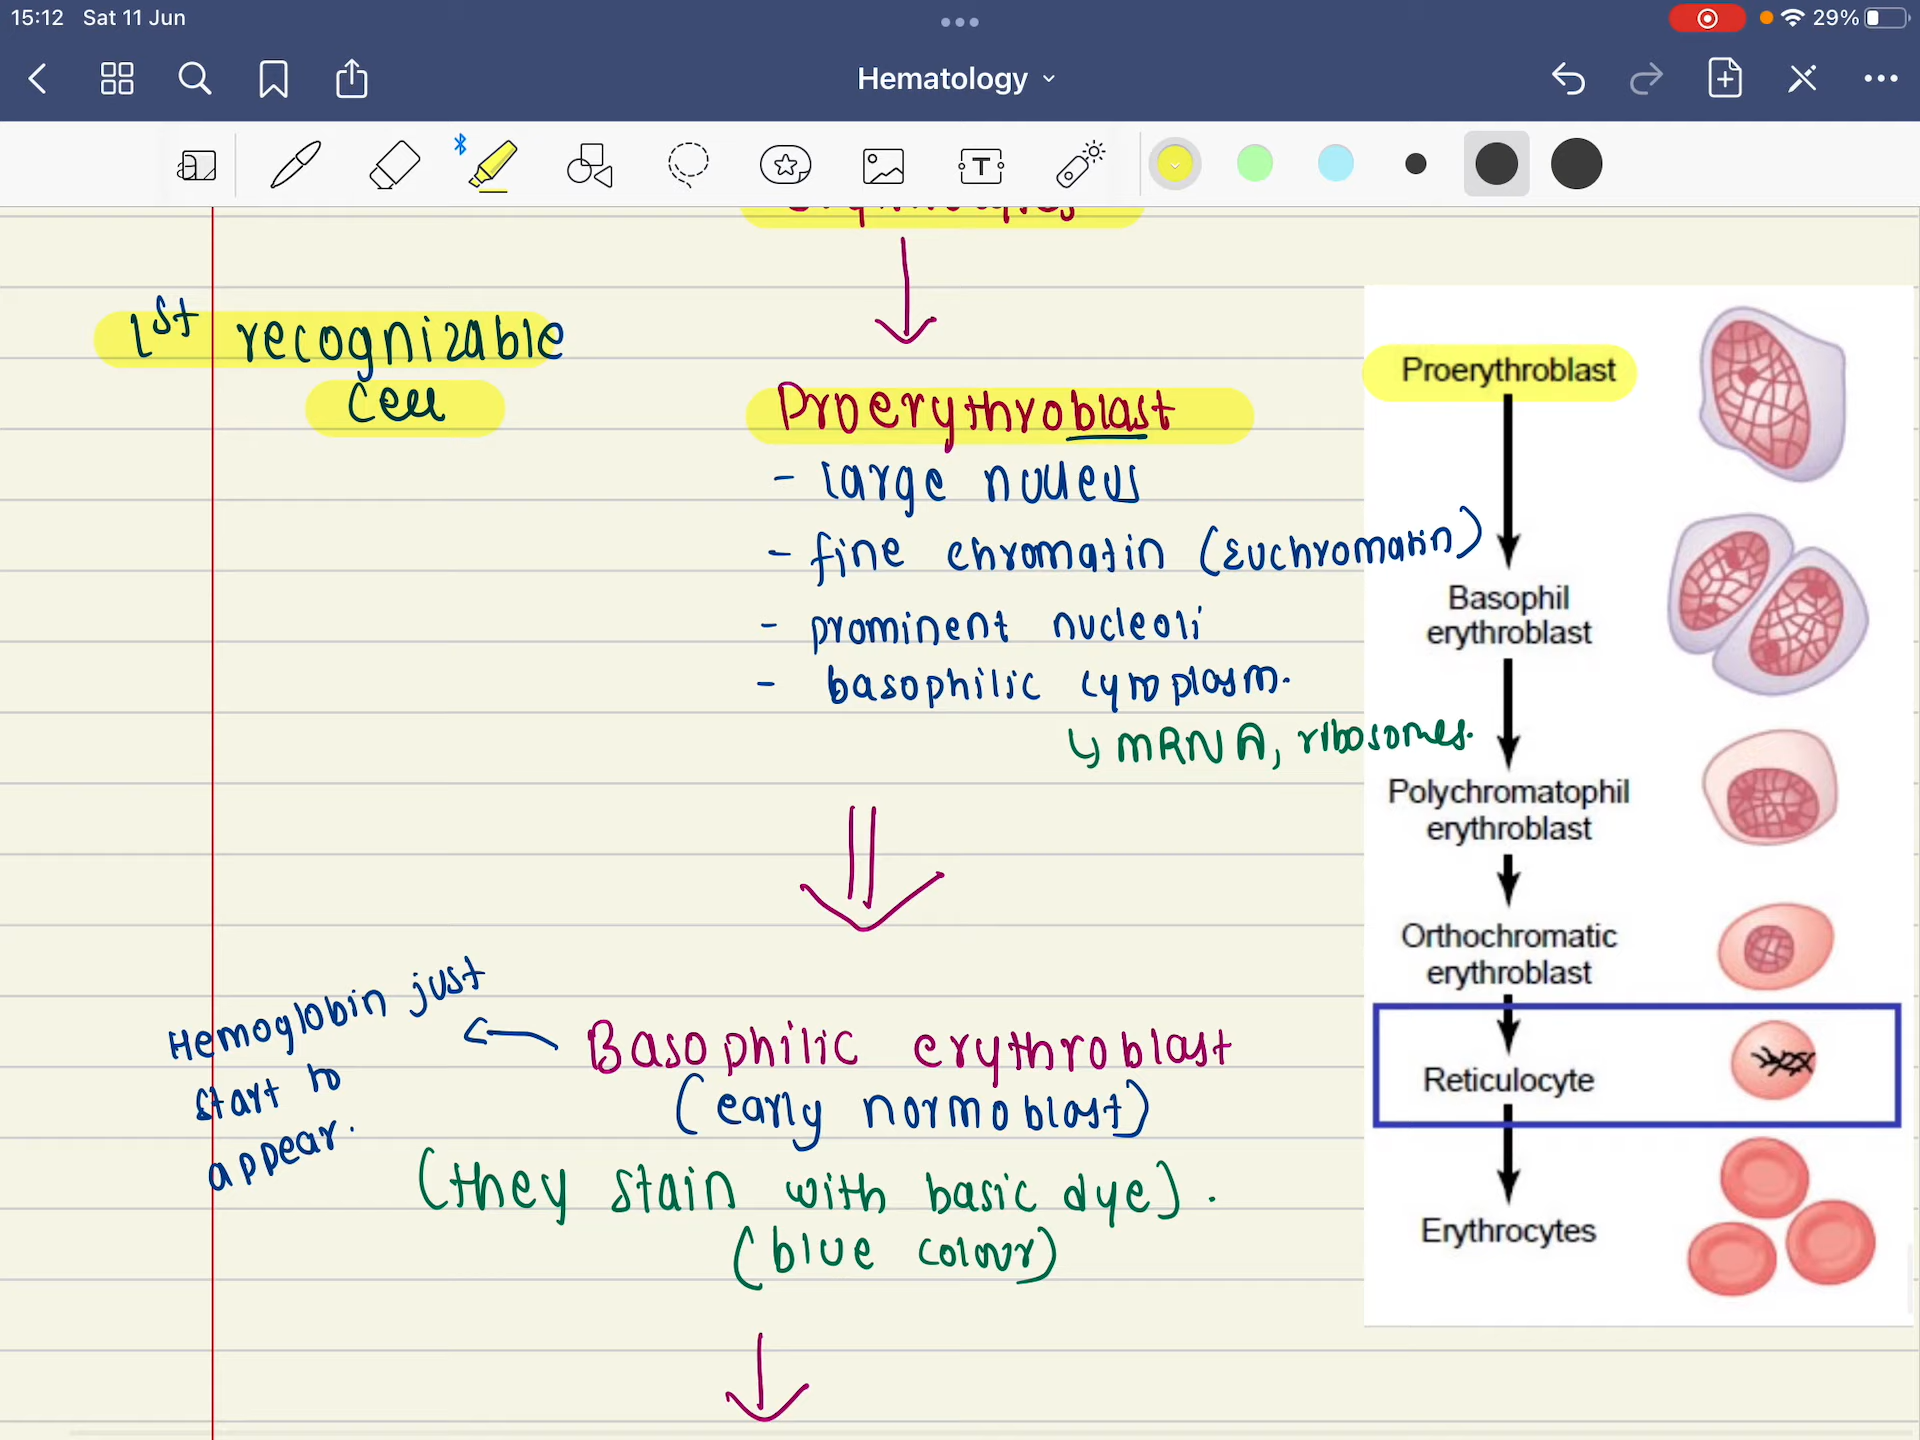 15:12 Sat 11 Jun
29%
Hematology
1st recognizable
cell
Proerythroblast
- large nucleus
- fine chromatin (Euchromatin)
- prominent nucleoli
- basophilic cytoplasm.
↳ mRNA, ribosomes.
Hemoglobin just
start to
appear.
Basophilic erythroblast
(early normoblast)
(they stain with basic dye).
(blue colour)
Proerythroblast
Basophil
erythroblast
Polychromatophil
erythroblast
Orthochromatic
erythroblast
Reticulocyte
Erythrocytes